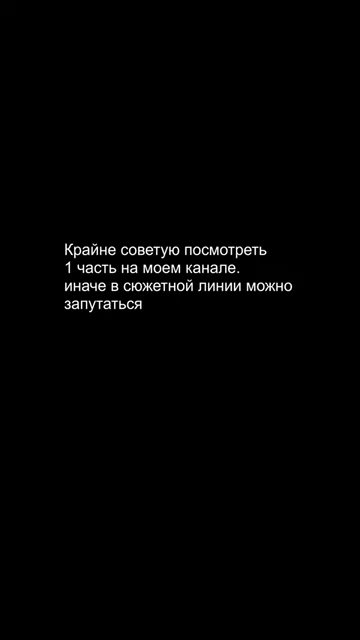 Крайне советую посмотреть
1 часть на моем канале.
иначе в сюжетной линии можно
запутаться